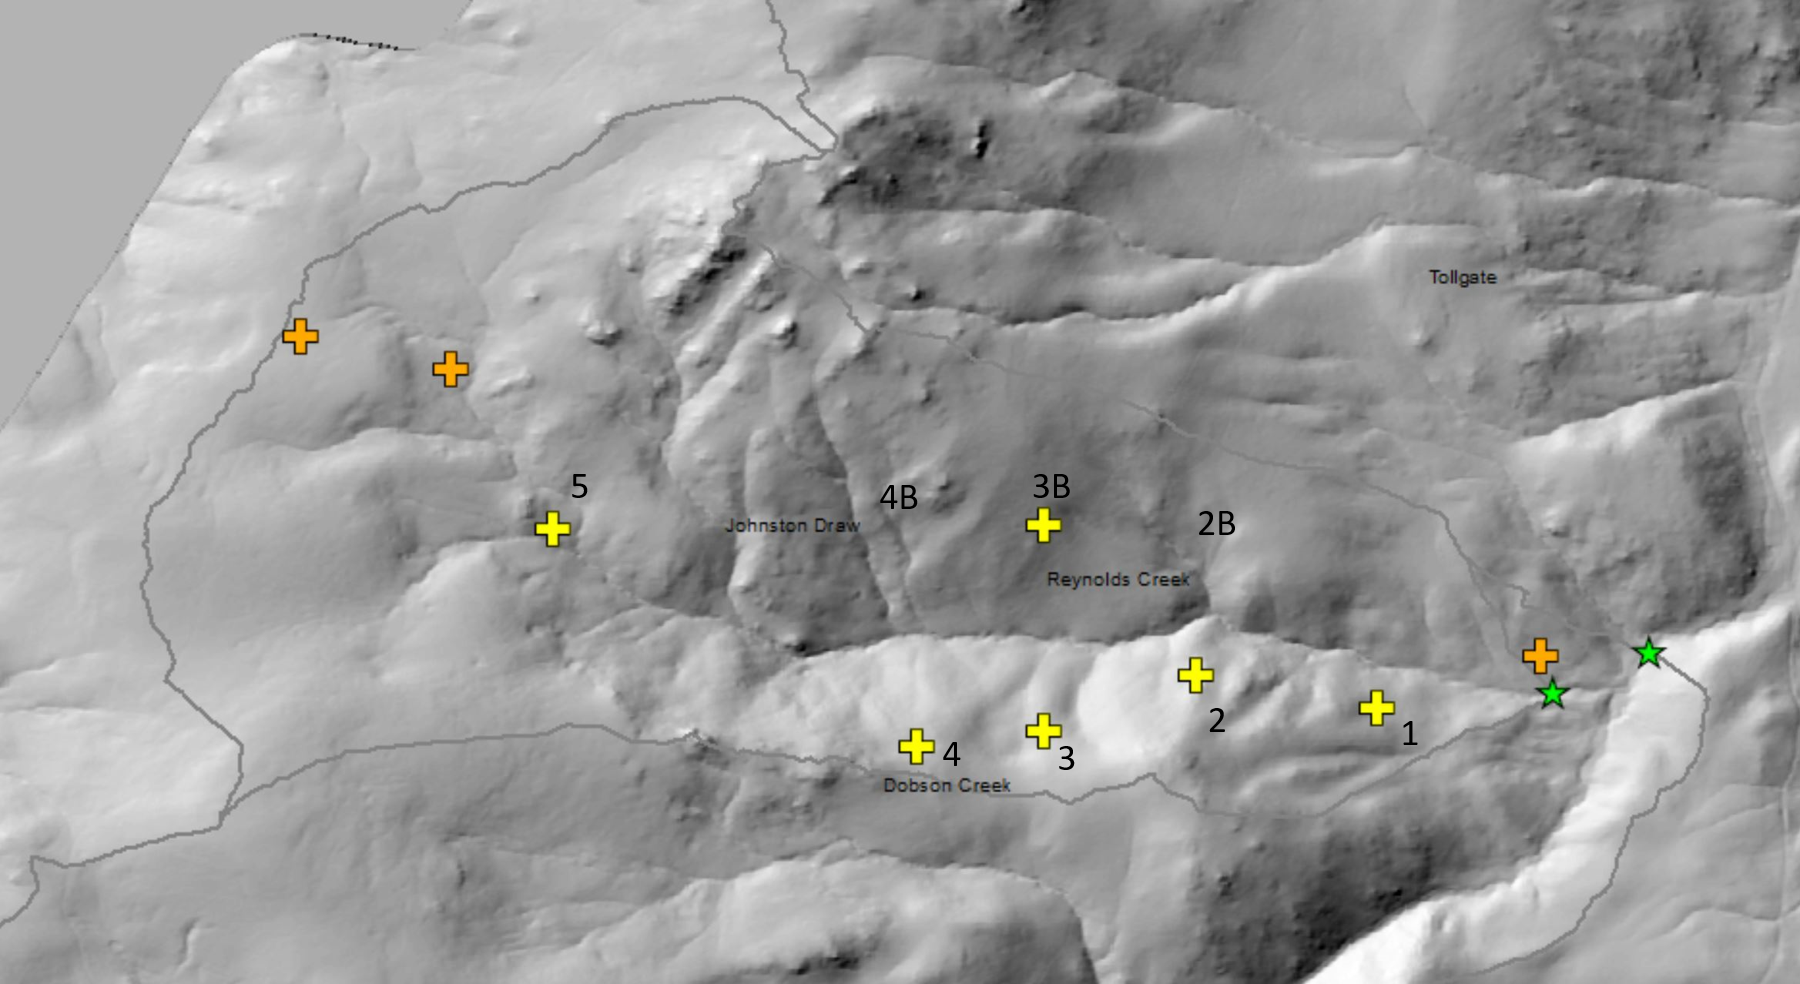 Tollgate
5
4B
3B
2B
Johnston Draw
Reynolds Creek
2
1
4
3
Dobson Creek